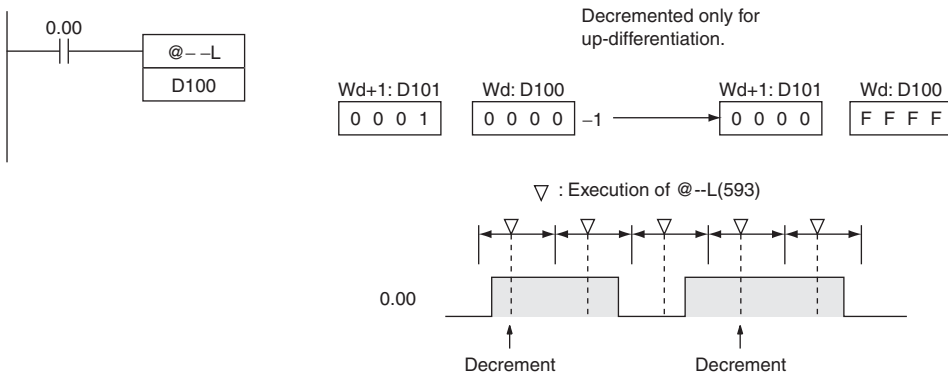 0.00
@– –L
D100
Decremented only for
up-differentiation.
Wd+1: D101 Wd: D100 Wd+1: D101 Wd: D100
0 0 0 1 0 0 0 0 –1 0 0 0 0 F F F F
▽ : Execution of @--L(593)
0.00
Decrement Decrement